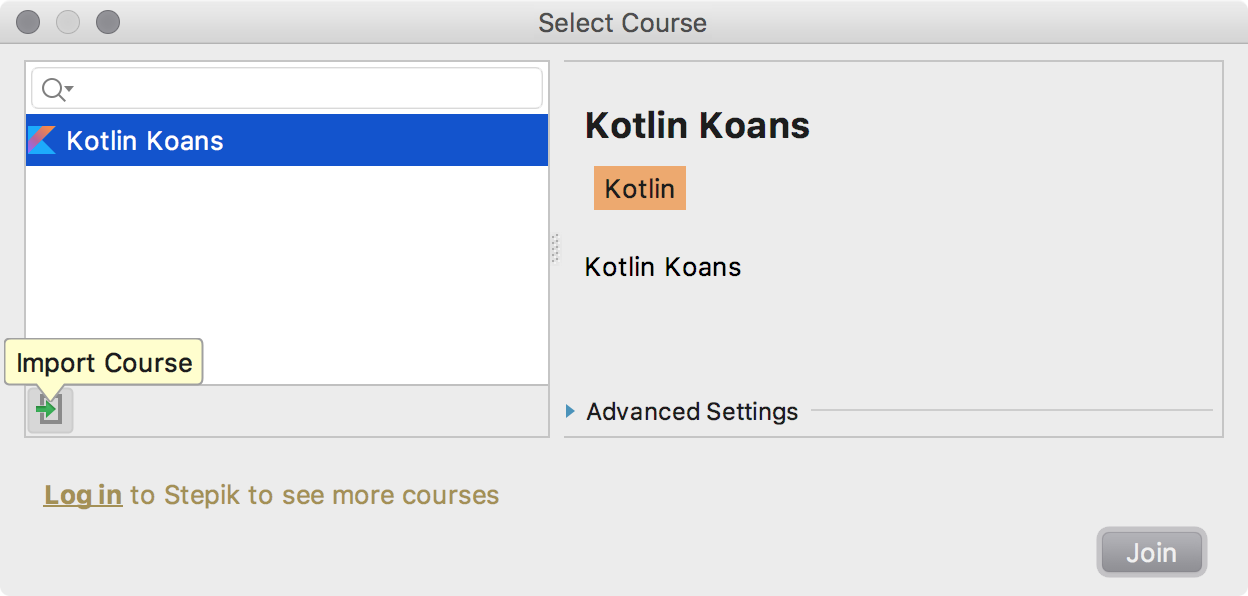 Select Course
Kotlin Koans
Import Course
Kotlin Koans
Kotlin
Kotlin Koans
Advanced Settings
Log in to Stepik to see more courses
Join